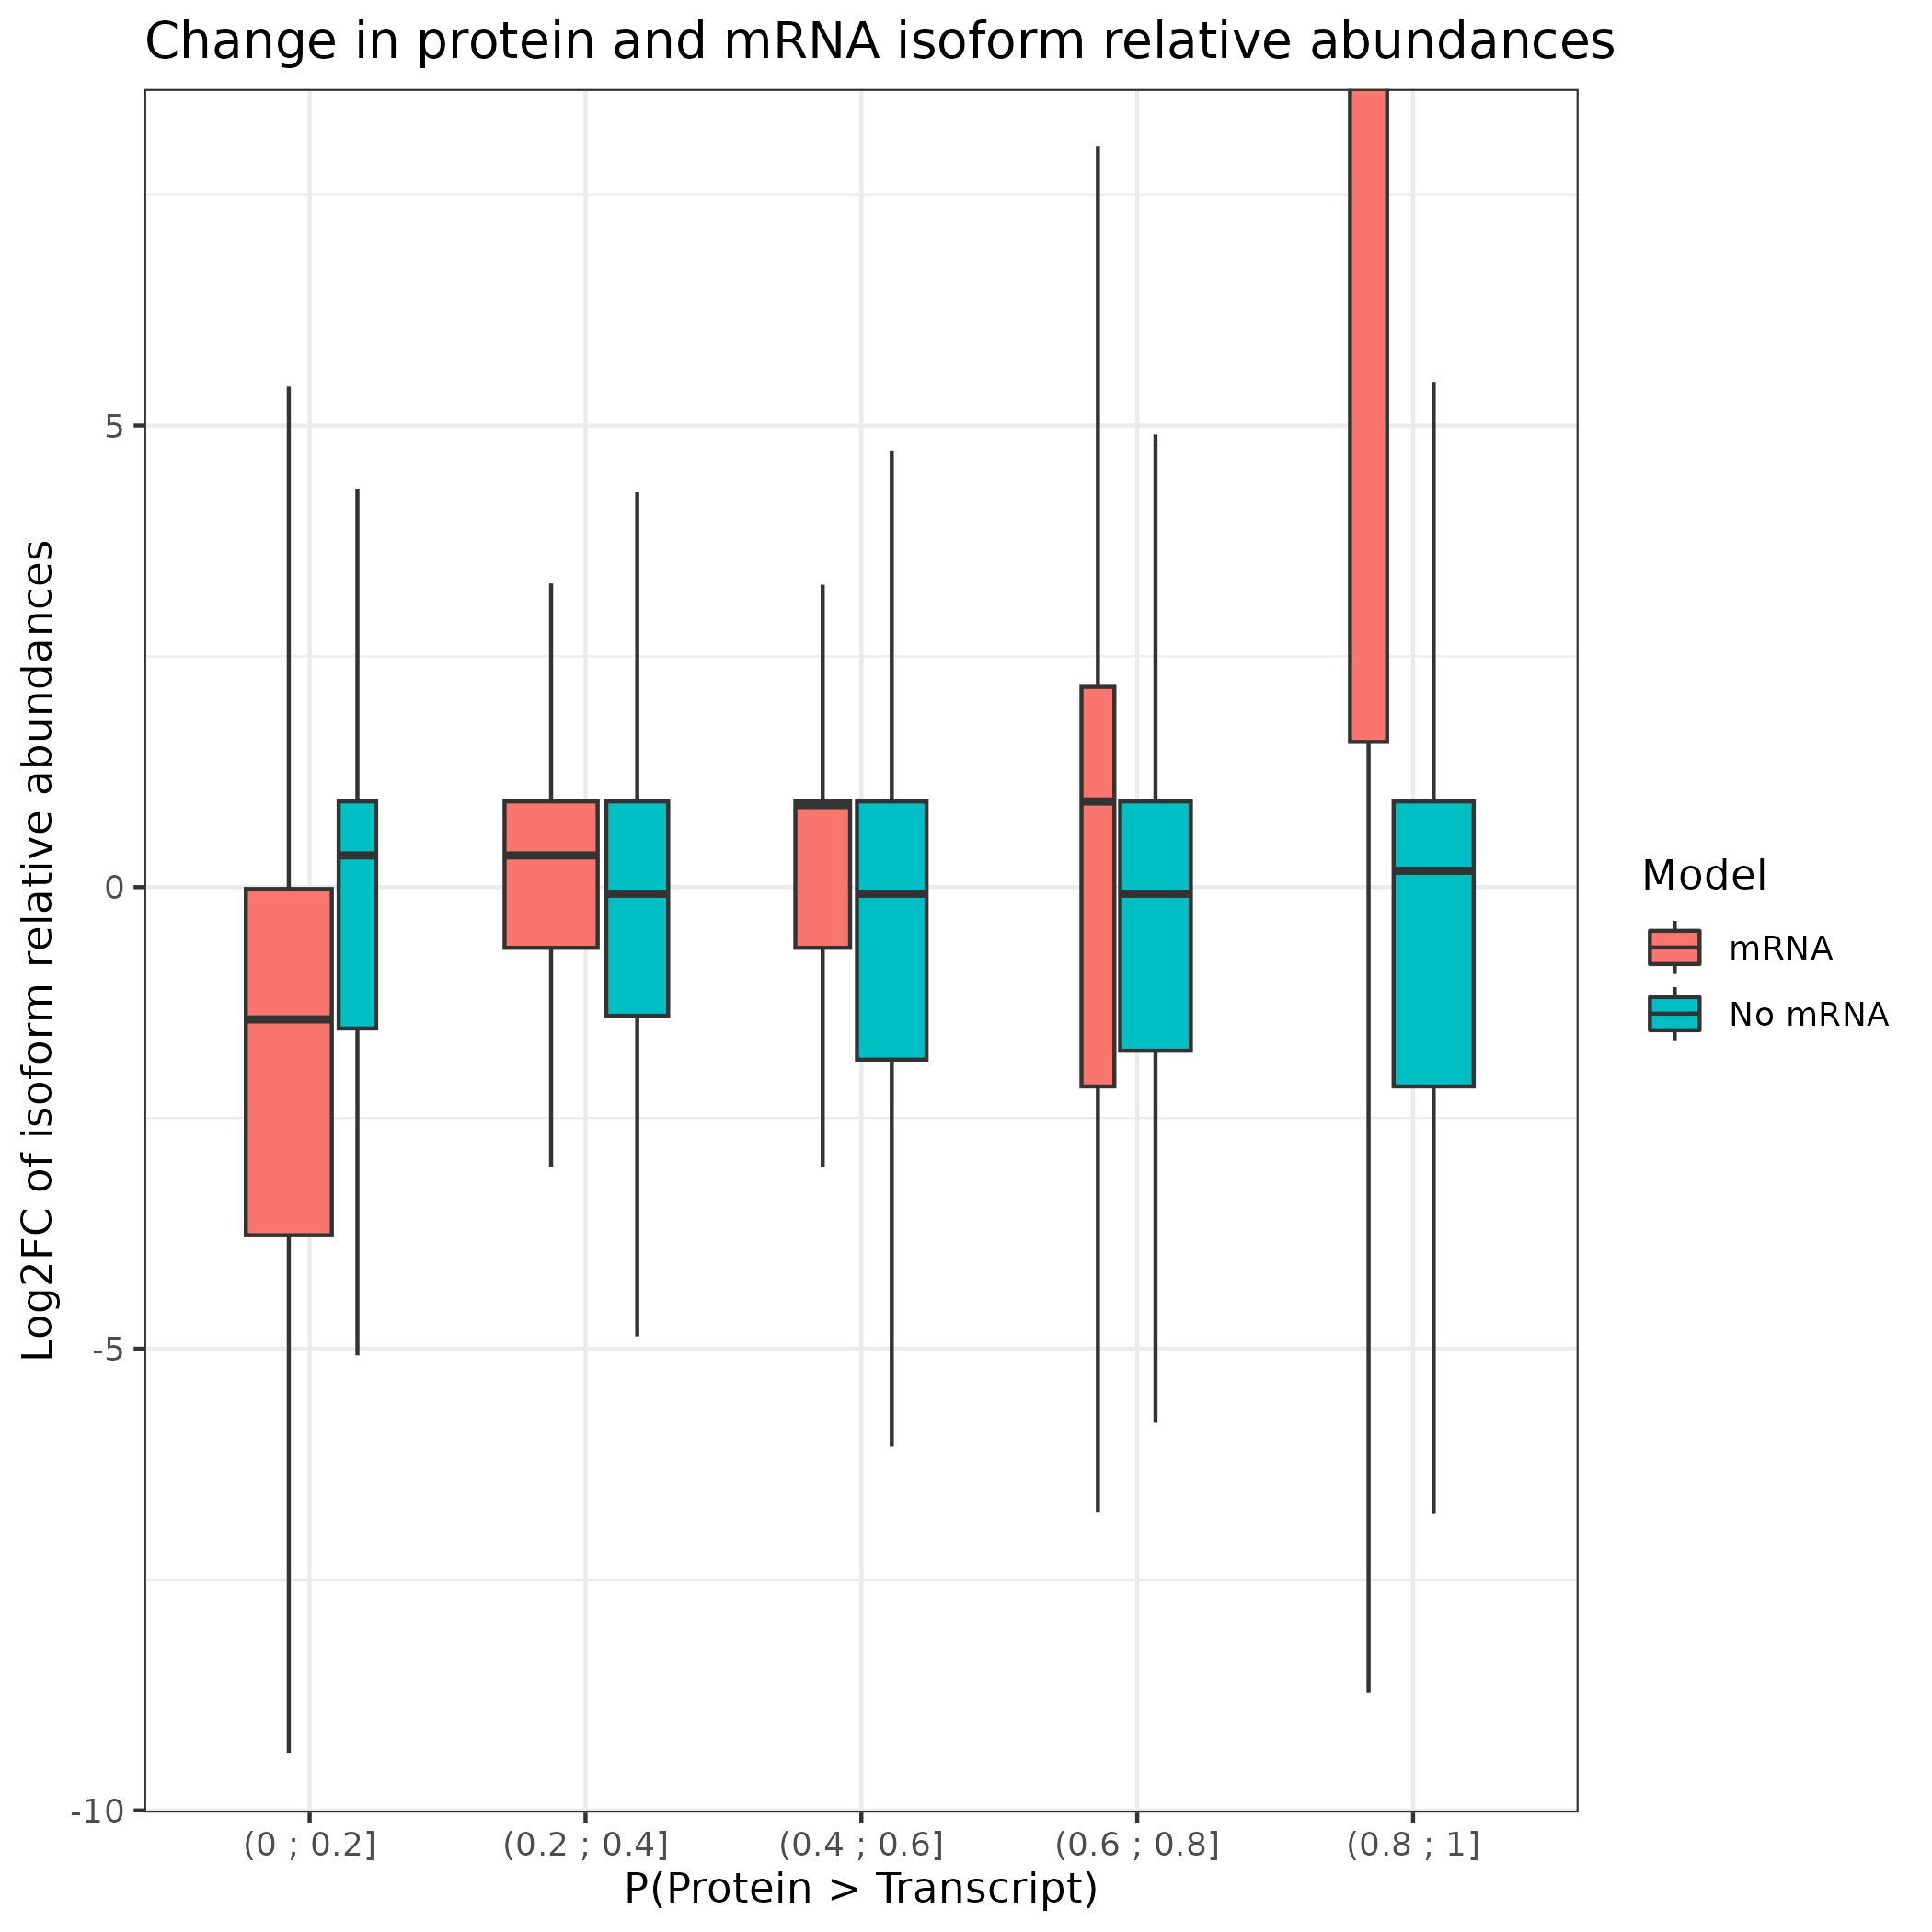 Change in protein and mRNA isoform relative abundances
Log2FC of isoform relative abundances
5
0
-5
-10
(0 ; 0.2]
(0.2 ; 0.4]
(0.4 ; 0.6]
(0.6 ; 0.8]
(0.8 ; 1]
P(Protein > Transcript)
Model
mRNA
No mRNA